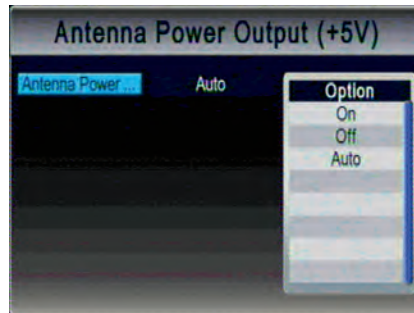 Antenna Power Output (+5V)
Antenna Power ... Auto
Option
On
Off
Auto